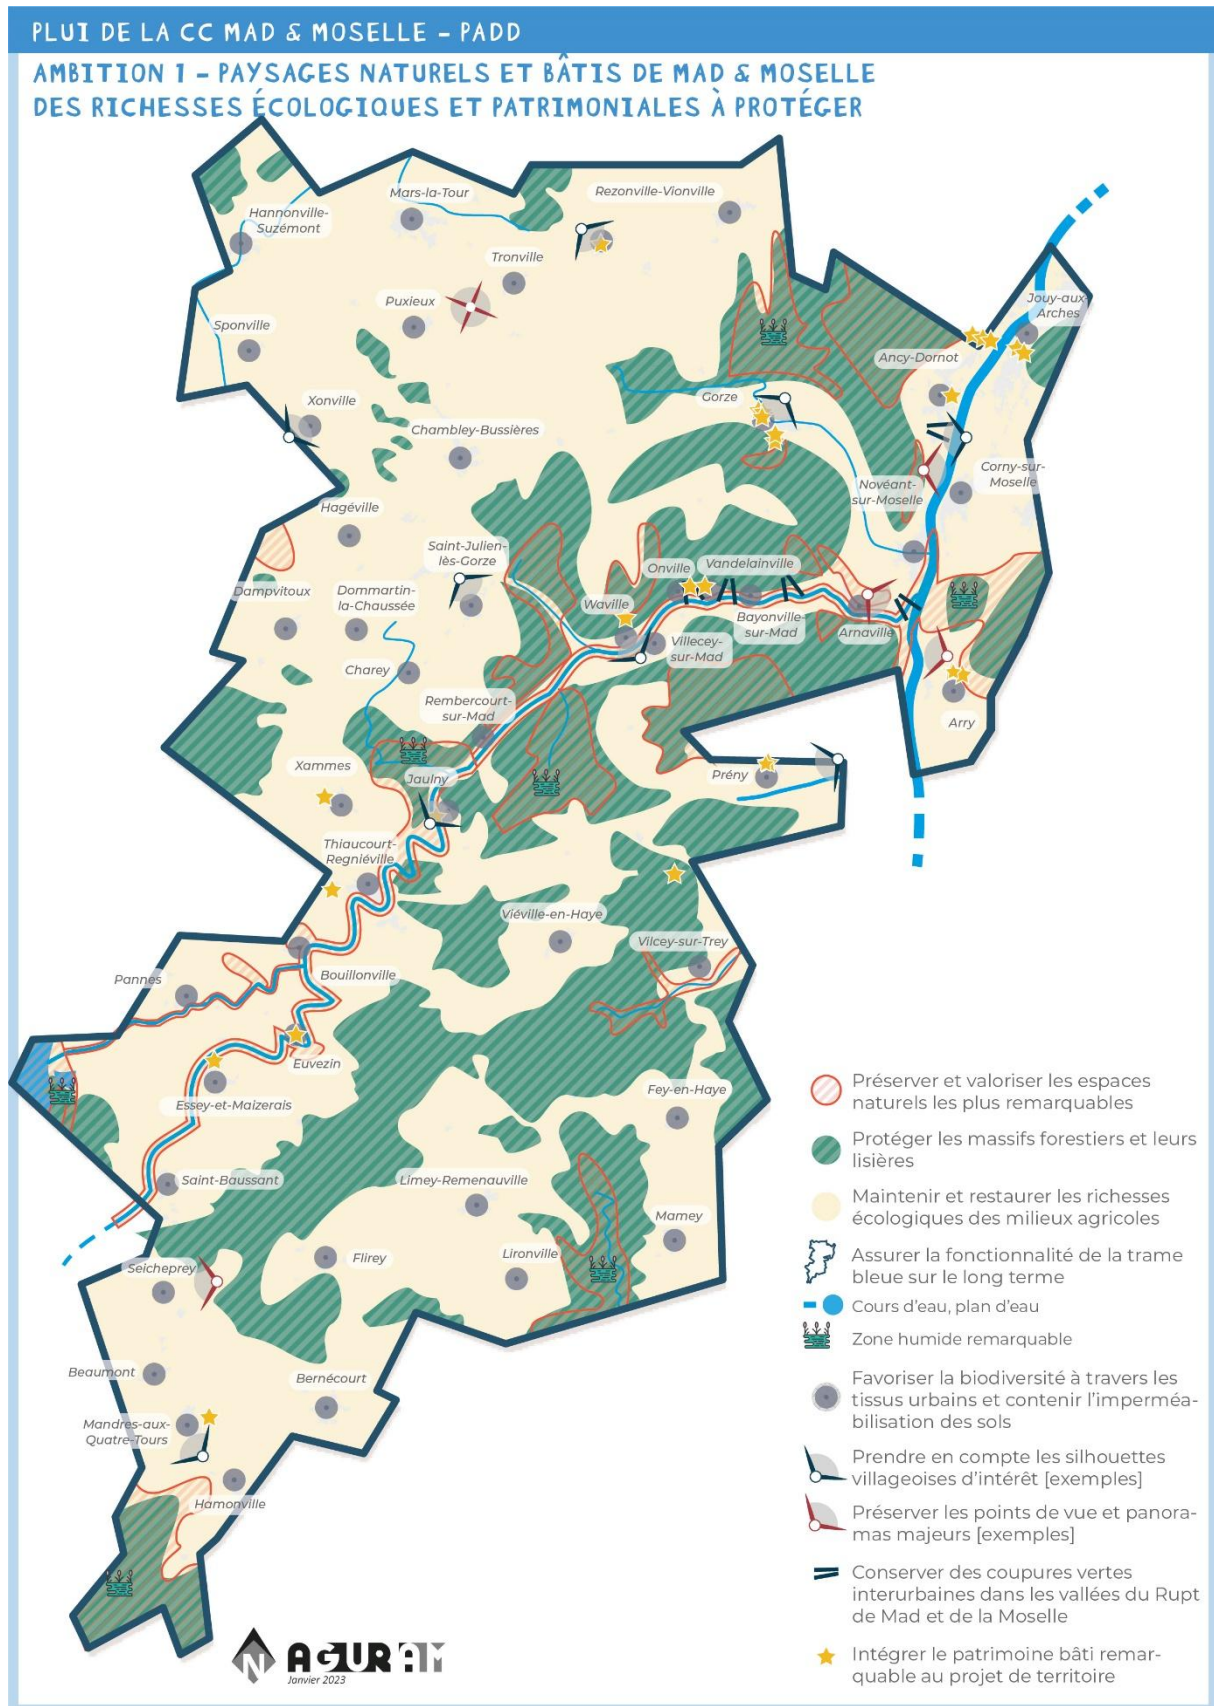 PLUI DE LA CC MAD & MOSELLE – PADD
AMBITION 1 – PAYSAGES NATURELS ET BÂTIS DE MAD & MOSELLE
DES RICHESSES ÉCOLOGIQUES ET PATRIMONIALES À PROTÉGER
Mars-la-Tour
Rezonville-Vionville
Hannonville-
Suzémont
Tronville
Puxieux
Sponville
Jouy-aux-
Arches
Ancy-Dornot
Gorze
Xonville
Chambley-Bussières
Corny-sur-
Moselle
Novéant-
sur-Moselle
Hagéville
Saint-Julien-
lès-Gorze
Onville
Vandelainville
Dampvitoux
Dommartin-
la-Chaussée
Waville
Bayonville-
sur-Mad
Arnaville
Villecey-
sur-Mad
Charey
Rembercourt-
sur-Mad
Arry
Xammes
Jaulny
Prény
Thiaucourt-
Regniéville
Viéville-en-Haye
Vilcey-sur-Trey
Pannes
Bouillonville
Euvezin
Essey-et-Maizerais
Fey-en-Haye
Saint-Baussant
Limey-Remenauville
Mamey
Seicheprey
Flirey
Lironville
Beaumont
Bernécourt
Mandres-aux-
Quatre-Tours
Hamonville
Préserver et valoriser les espaces
naturels les plus remarquables
Protéger les massifs forestiers et leurs
lisières
Maintenir et restaurer les richesses
écologiques des milieux agricoles
Assurer la fonctionnalité de la trame
bleue sur le long terme
Cours d'eau, plan d'eau
Zone humide remarquable
Favoriser la biodiversité à travers les
tissus urbains et contenir l'imperméa-
bilisation des sols
Prendre en compte les silhouettes
villageoises d'intérêt [exemples]
Préserver les points de vue et panora-
mas majeurs [exemples]
Conserver des coupures vertes
interurbaines dans les vallées du Rupt
de Mad et de la Moselle
Intégrer le patrimoine bâti remar-
quable au projet de territoire
N AGURAM
Janvier 2023